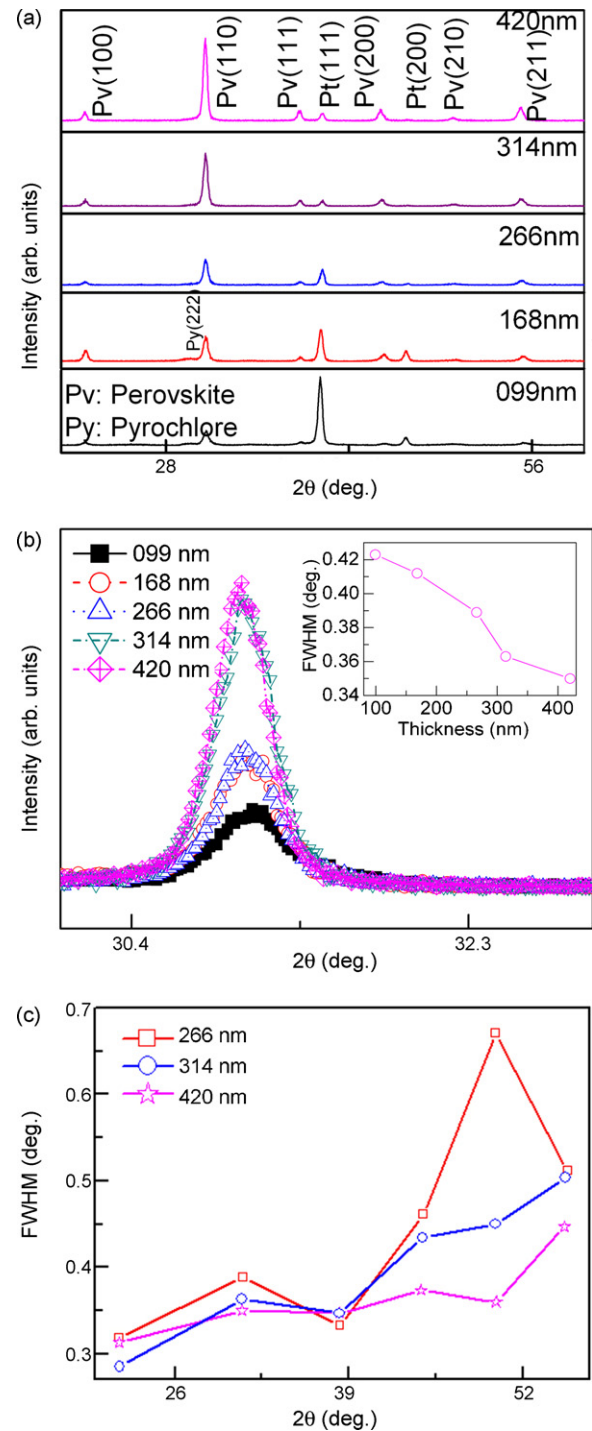 (a)
Pv(100)
Pv(110)
Pv(111)
Pt(111)
Pv(200)
Pt(200)
Pv(210)
Pv(211)
420nm
314nm
266nm
Py(222)
168nm
Pv: Perovskite
Py: Pyrochlore
099nm
Intensity (arb. units)
28
56
2θ (deg.)
(b)
099 nm
168 nm
266 nm
314 nm
420 nm
FWHM (deg.)
0.42
0.40
0.38
0.36
0.34
100
200
300
400
Thickness (nm)
Intensity (arb. units)
30.4
32.3
2θ (deg.)
(c)
266 nm
314 nm
420 nm
FWHM (deg.)
0.7
0.6
0.5
0.4
0.3
26
39
52
2θ (deg.)